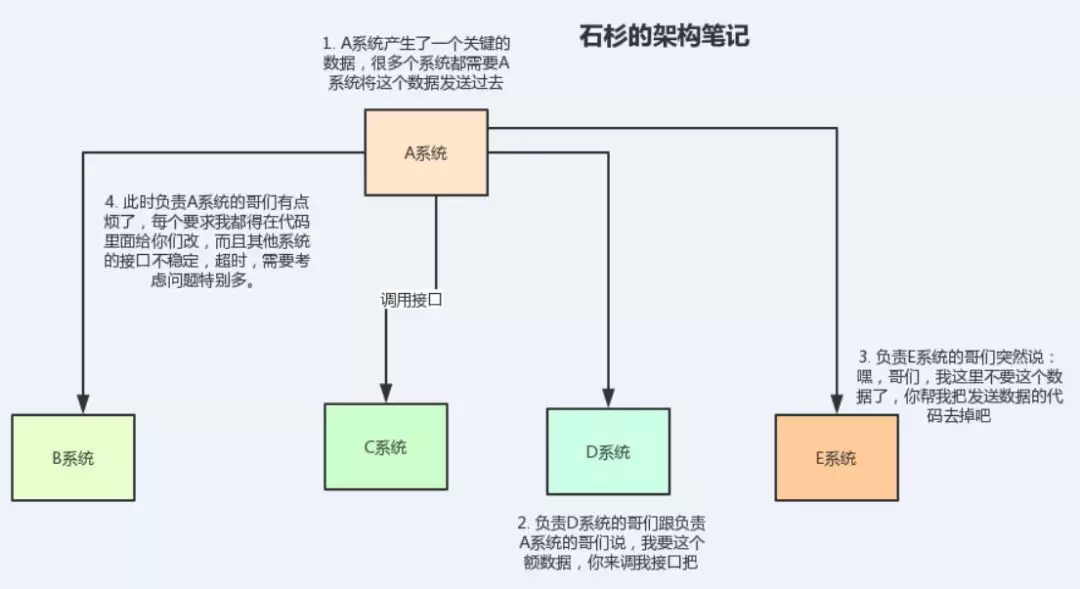 石杉的架构笔记
1. A系统产生了一个关键的
数据，很多个系统都需要A
系统将这个数据发送过去
A系统
4. 此时负责A系统的哥们有点
烦了，每个要求我都得在代码
里面给你们改，而且其他系统
的接口不稳定，超时，需要考
虑问题特别多。
调用接口
3. 负责E系统的哥们突然说：
嘿，哥们，我这里不要这个数
据了，你帮我把发送数据的代
码去掉吧
B系统
C系统
D系统
E系统
2. 负责D系统的哥们跟负责
A系统的哥们说，我要这个
额数据，你来调我接口把